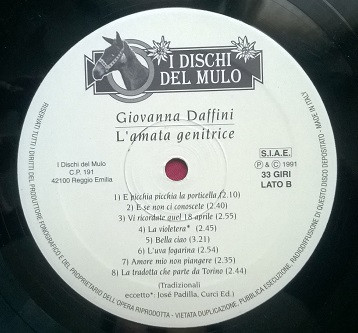 I DISCHI
DEL MULO
Giovanna Daffini
L'amata genitrice
I Dischi del Mulo
C.P. 191
42100 Reggio Emilia
S.I.A.E.
℗ & © 1991
33 GIRI
LATO B
1) E picchia picchia la porticella (2.10)
2) E se non ci conoscete (2.40)
3) Vi ricordate quel 18 aprile (2.55)
4) La violetera* (2.45)
5) Bella ciao (3.21)
6) L'uva fogarina (2.54)
7) Amore mio non piangere (2.55)
8) La tradotta che parte da Torino (2.44)
(Tradizionali
eccetto*: José Padilla, Curci Ed.)
RISERVATI TUTTI I DIRITTI DEL PRODUTTORE FONOGRAFICO E DEL PROPRIETARIO DELL'OPERA RIPRODOTTA - VIETATA DUPLICAZIONE, PUBBLICA ESECUZIONE, RADIODIFFUSIONE DI QUESTO DISCO DEPOSITATO - MADE IN ITALY